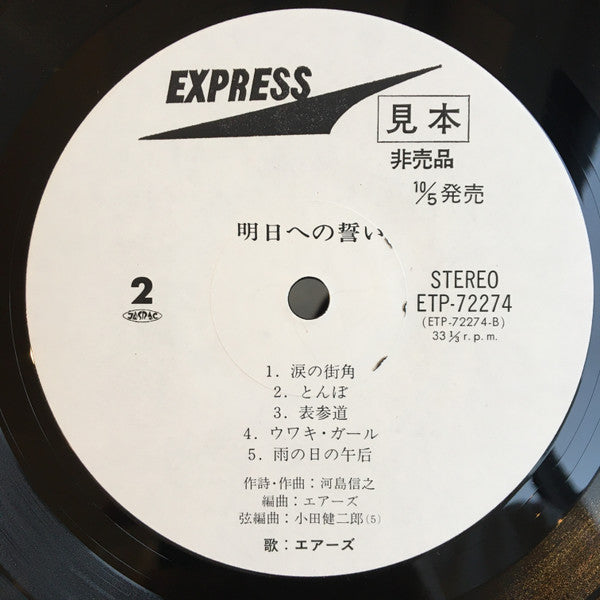 EXPRESS
見本
非売品
10/5発売
明日への誓い
2
STEREO
ETP-72274
(ETP-72274-B)
33⅓ r.p.m.
1. 涙の街角
2. とんぼ
3. 表参道
4. ウワキ・ガール
5. 雨の日の午后
作詩・作曲：河島信之
編曲：エアーズ
弦編曲：小田健二郎(5)
歌：エアーズ